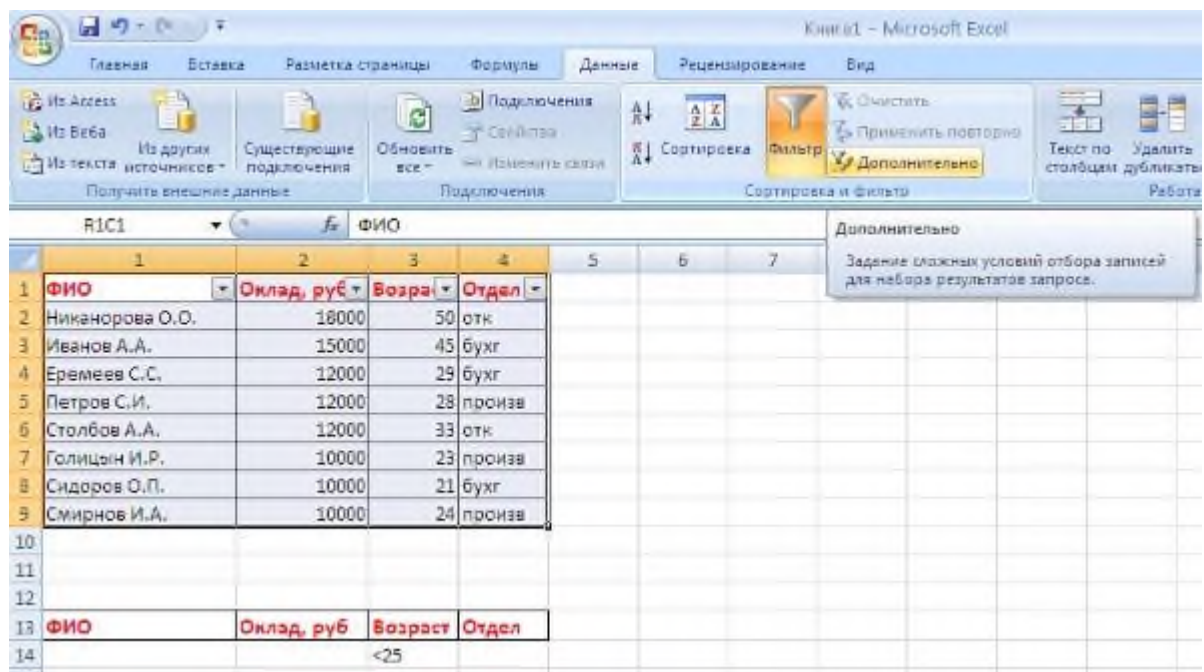 Книга1 - Microsoft Excel
Главная Вставка Разметка страницы Формулы Данные Рецензирование Вид
Из Access
Из Веба
Из текста
Из других источников
Существующие подключения
Получить внешние данные
Обновить все
Подключения
Свойства
Изменить связи
Подключения
Сортировка
Фильтр
Очистить
Применить повторно
Дополнительно
Сортировка и фильтр
Текст по столбцам
Удалить дубликаты
Работа
R1C1 fx ФИО
Дополнительно
Задание сложных условий отбора записей
для набора результатов запроса.
1 2 3 4 5 6 7
1 ФИО Оклад, руб Возра Отдел
2 Никанорова О.О. 18000 50 отк
3 Иванов А.А. 15000 45 бухг
4 Еремеев С.С. 12000 29 бухг
5 Петров С.И. 12000 28 произв
6 Столбов А.А. 12000 33 отк
7 Голицын И.Р. 10000 23 произв
8 Сидоров О.П. 10000 21 бухг
9 Смирнов И.А. 10000 24 произв
10
11
12
13 ФИО Оклад, руб Возраст Отдел
14 <25